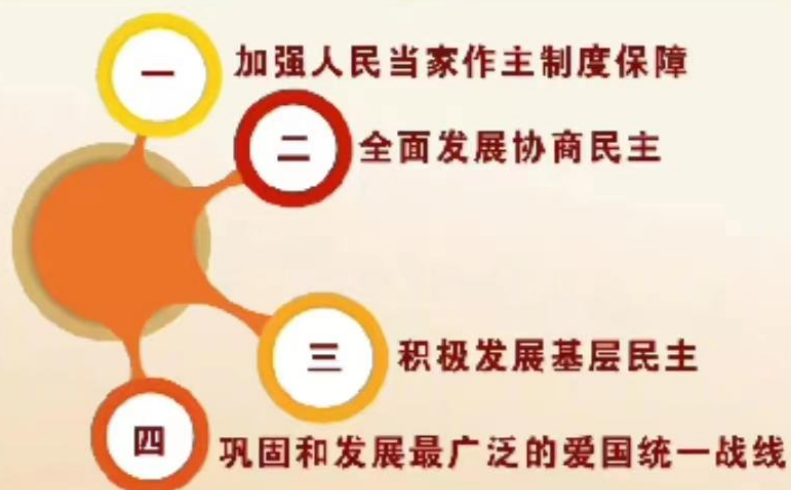 一 加强人民当家作主制度保障
二 全面发展协商民主
三 积极发展基层民主
四 巩固和发展最广泛的爱国统一战线